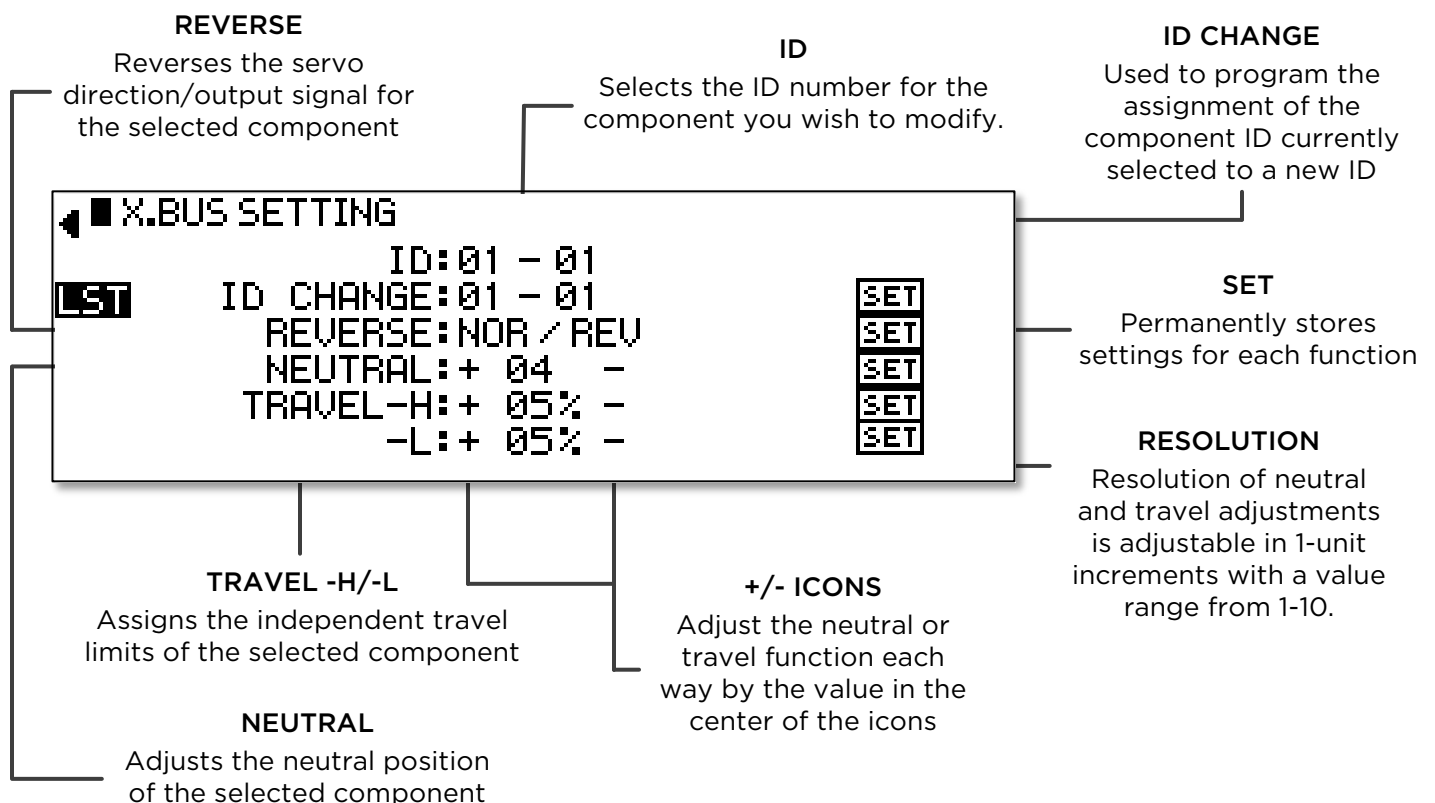 REVERSE
Reverses the servo
direction/output signal for
the selected component
ID
Selects the ID number for the
component you wish to modify.
ID CHANGE
Used to program the
assignment of the
component ID currently
selected to a new ID
X.BUS SETTING
ID:01 - 01
LST ID CHANGE:01 - 01 SET
REVERSE:NOR / REV SET
NEUTRAL:+ 04 - SET
TRAVEL-H:+ 05% - SET
-L:+ 05% - SET
SET
Permanently stores
settings for each function
RESOLUTION
Resolution of neutral
and travel adjustments
is adjustable in 1-unit
increments with a value
range from 1-10.
TRAVEL -H/-L
Assigns the independent travel
limits of the selected component
+/- ICONS
Adjust the neutral or
travel function each
way by the value in the
center of the icons
NEUTRAL
Adjusts the neutral position
of the selected component